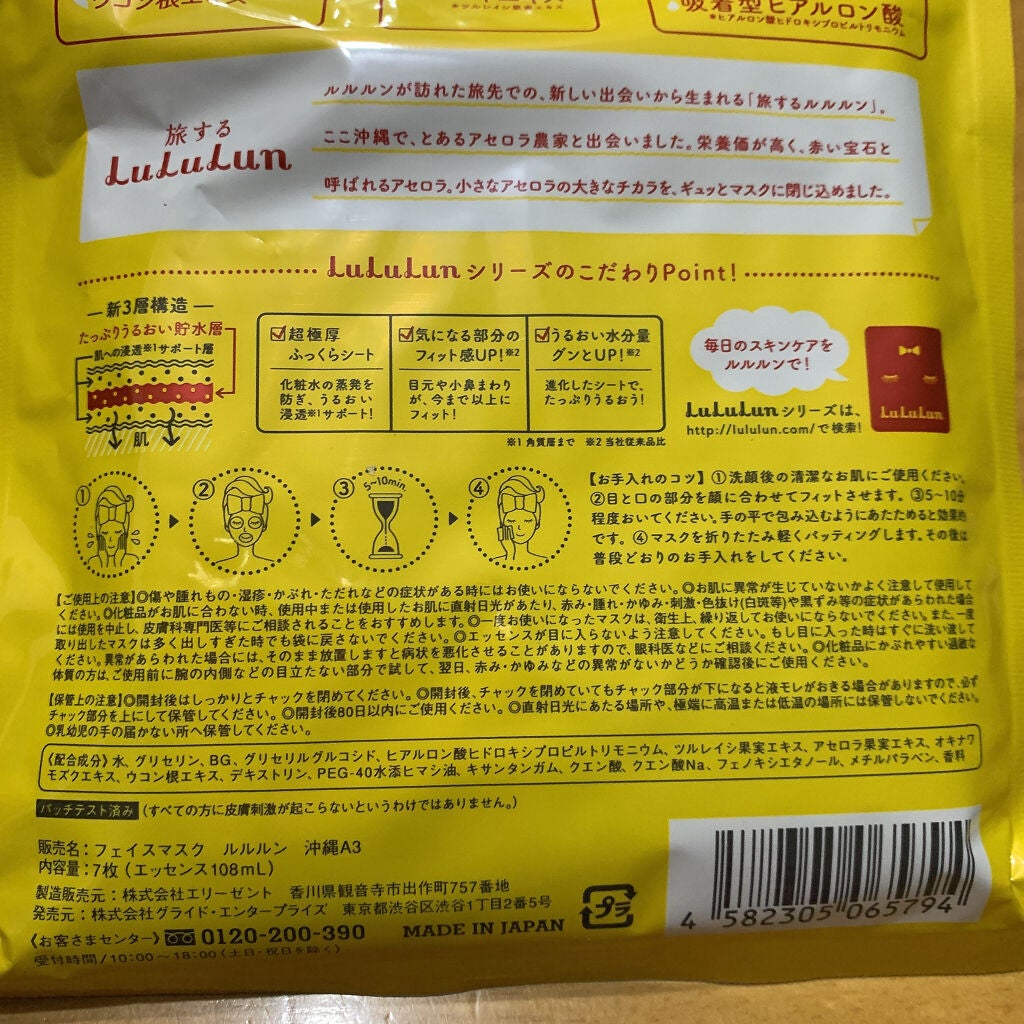 ウコン根エキス
*ツルレイシ果実エキス
吸着型ヒアルロン酸
*ヒアルロン酸ヒドロキシプロピルトリモニウム
旅する
LuLuLun
ルルルンが訪れた旅先での、新しい出会いから生まれる「旅するルルルン」。
ここ沖縄で、とあるアセロラ農家と出会いました。栄養価が高く、赤い宝石と
呼ばれるアセロラ。小さなアセロラの大きなチカラを、ギュッとマスクに閉じ込めました。
LuLuLunシリーズのこだわりPoint!
新3層構造
たっぷりうるおい貯水層
肌への浸透※1サポート層
肌
超極厚
ふっくらシート
化粧水の蒸発を
防ぎ、うるおい
浸透※1サポート!
気になる部分の
フィット感UP!※2
目元や小鼻まわり
が、今まで以上に
フィット!
うるおい水分量
グンとUP!※2
進化したシートで、
たっぷりうるおう!
※1 角質層まで ※2 当社従来品比
毎日のスキンケアを
ルルルンで!
LuLuLunシリーズは、
http://lululun.com/で検索!
LuLuLun
① ② ③ ④
5~10min.
【お手入れのコツ】①洗顔後の清潔なお肌にご使用ください。
②目と口の部分を顔に合わせてフィットさせます。③5~10分
程度おいてください。手の平で包み込むようにあたためると効果的
です。④マスクを折りたたみ軽くパッティングします。その後は
普段どおりのお手入れをしてください。
【ご使用上の注意】◎傷や腫れもの・湿疹・かぶれ・ただれなどの症状がある時にはお使いにならないでください。◎お肌に異常が生じていないかよく注意して使用して
ください。◎化粧品がお肌に合わない時、使用中または使用したお肌に直射日光があたり、赤み・腫れ・かゆみ・刺激・色抜け(白斑等)や黒ずみ等の症状があらわれた場合
には使用を中止し、皮膚科専門医等にご相談されることをおすすめします。◎一度お使いになったマスクは、衛生上、繰り返してお使いにならないでください。また、一度
取り出したマスクは多く出しすぎた時でも袋に戻さないでください。◎エッセンスが目に入らないよう注意してください。もし目に入った時はすぐに洗い流して
ください。異常があらわれた場合には、そのまま放置しますと病状を悪化させることがありますので、眼科医などにご相談ください。◎化粧品にかぶれやすい過敏な
体質の方は、ご使用前に腕の内側などの目立たない部分で試して、翌日、赤み・かゆみなどの異常がないかどうか確認後にご使用ください。
【保管上の注意】◎開封後はしっかりとチャックを閉めてください。◎開封後、チャックを閉めていてもチャック部分が下になると液モレがおきる場合がありますので、必ず
チャック部分を上にして保管してください。◎開封後80日以内にご使用ください。◎直射日光にあたる場所や、極端に高温または低温の場所には保管しないでください。
◎乳幼児の手の届かない所へ保管してください。
《配合成分》水、グリセリン、BG、グリセリルグルコシド、ヒアルロン酸ヒドロキシプロピルトリモニウム、ツルレイシ果実エキス、アセロラ果実エキス、オキナワ
モズクエキス、ウコン根エキス、デキストリン、PEG-40水添ヒマシ油、キサンタンガム、クエン酸、クエン酸Na、フェノキシエタノール、メチルパラベン、香料
パッチテスト済み (すべての方に皮膚刺激が起こらないというわけではありません。)
販売名:フェイスマスク ルルルン 沖縄A3
内容量:7枚(エッセンス108mL)
製造販売元:株式会社エリーゼント 香川県観音寺市出作町757番地
発売元:株式会社グライド・エンタープライズ 東京都渋谷区渋谷1丁目2番5号
《お客さまセンター》 0120-200-390 MADE IN JAPAN
受付時間/10:00~18:00(土日・祝日を除く)
プラ
4 582305 065794